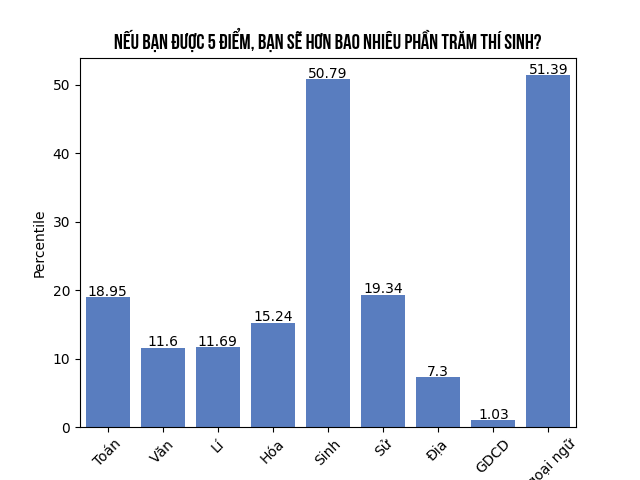 NẾU BẠN ĐƯỢC 5 ĐIỂM, BẠN SẼ HƠN BAO NHIÊU PHẦN TRĂM THÍ SINH?
Percentile
50
40
30
20
10
0
18.95
11.6
11.69
15.24
50.79
19.34
7.3
1.03
51.39
Toán
Văn
Lí
Hóa
Sinh
Sử
Địa
GDCD
ngữ